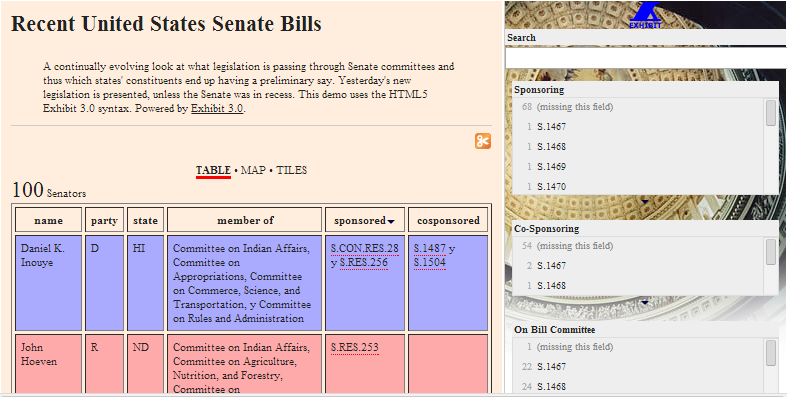 Recent United States Senate Bills
A continually evolving look at what legislation is passing through Senate committees and
thus which states' constituents end up having a preliminary say. Yesterday's new
legislation is presented, unless the Senate was in recess. This demo uses the HTML5
Exhibit 3.0 syntax. Powered by Exhibit 3.0.
TABLE • MAP • TILES
100 Senators
name party state member of sponsored cosponsored
Daniel K. D HI Committee on Indian Affairs, S.CON.RES.28 S.1487 y
Inouye Committee on y S.RES.256 S.1504
Appropriations, Committee
on Commerce, Science, and
Transportation, y Committee
on Rules and Administration
John R ND Committee on Indian Affairs, S.RES.253
Hoeven Committee on Agriculture,
Nutrition, and Forestry,
Committee on
EXHIBIT
Search
Sponsoring
68 (missing this field)
1 S.1467
1 S.1468
1 S.1469
1 S.1470
Co-Sponsoring
54 (missing this field)
2 S.1467
1 S.1468
On Bill Committee
1 (missing this field)
22 S.1467
24 S.1468